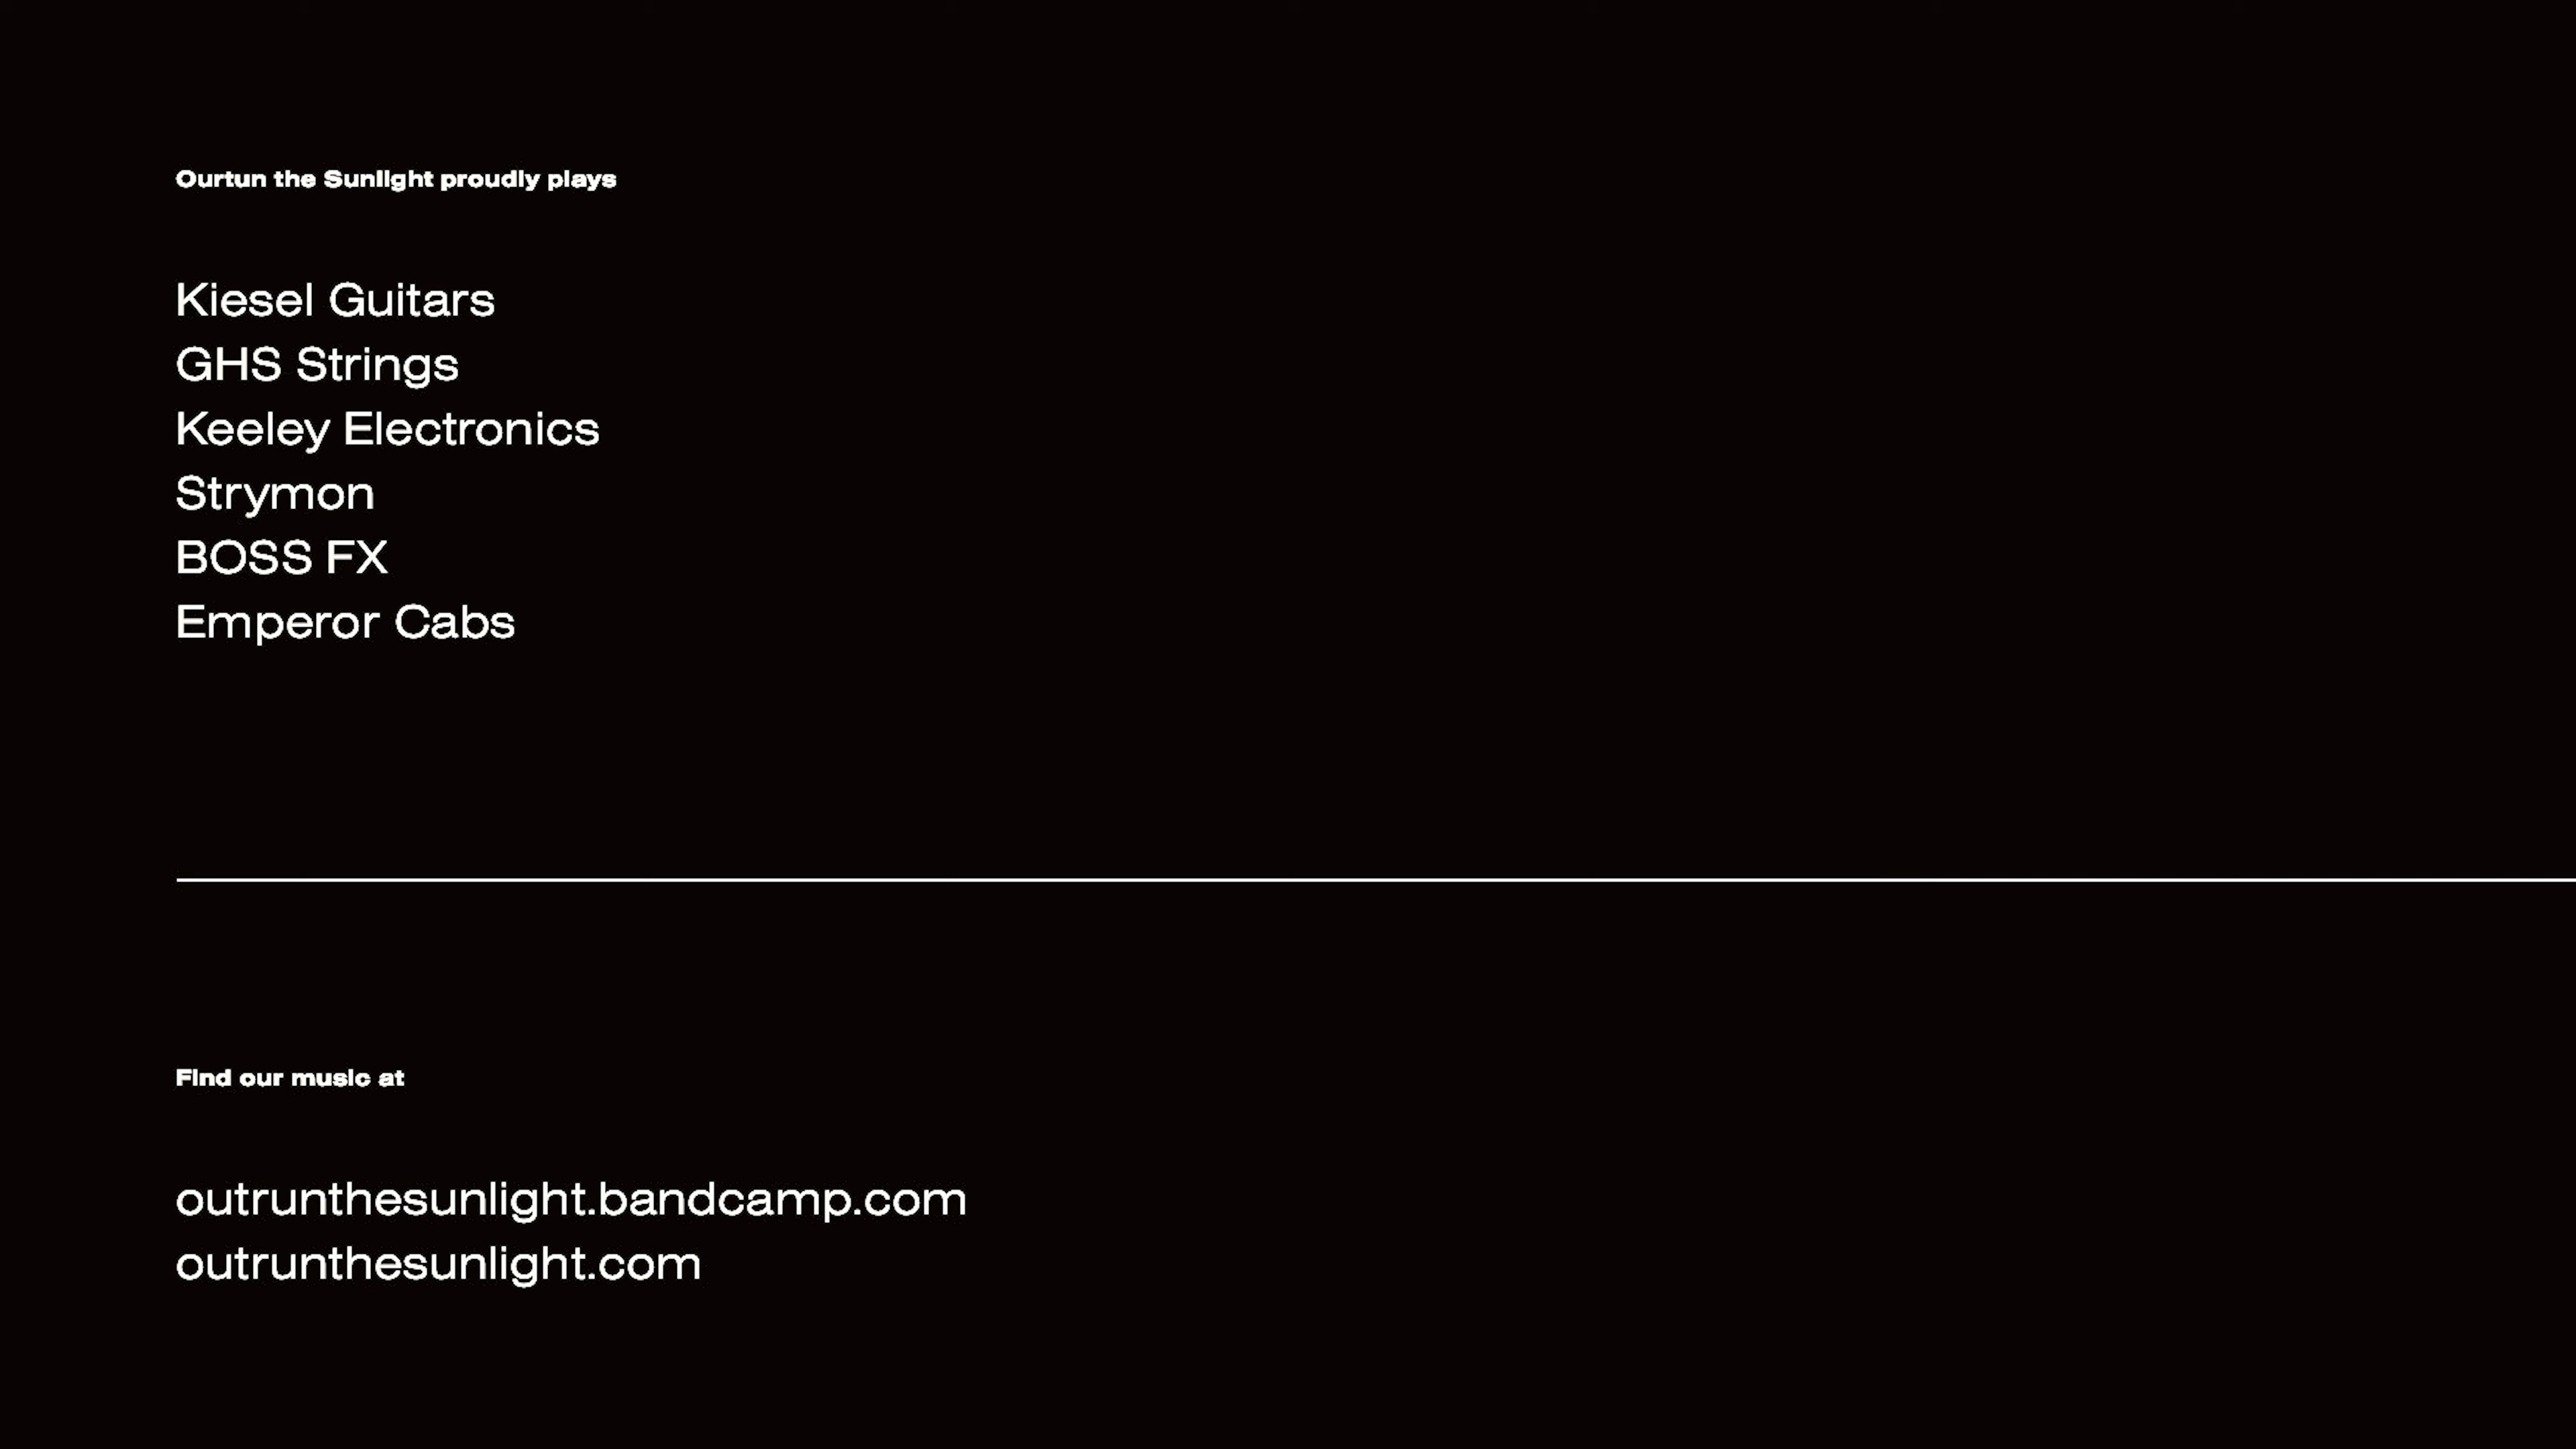 Ourtun the Sunlight proudly plays
Kiesel Guitars
GHS Strings
Keeley Electronics
Strymon
BOSS FX
Emperor Cabs
Find our music at
outrunthesunlight.bandcamp.com
outrunthesunlight.com